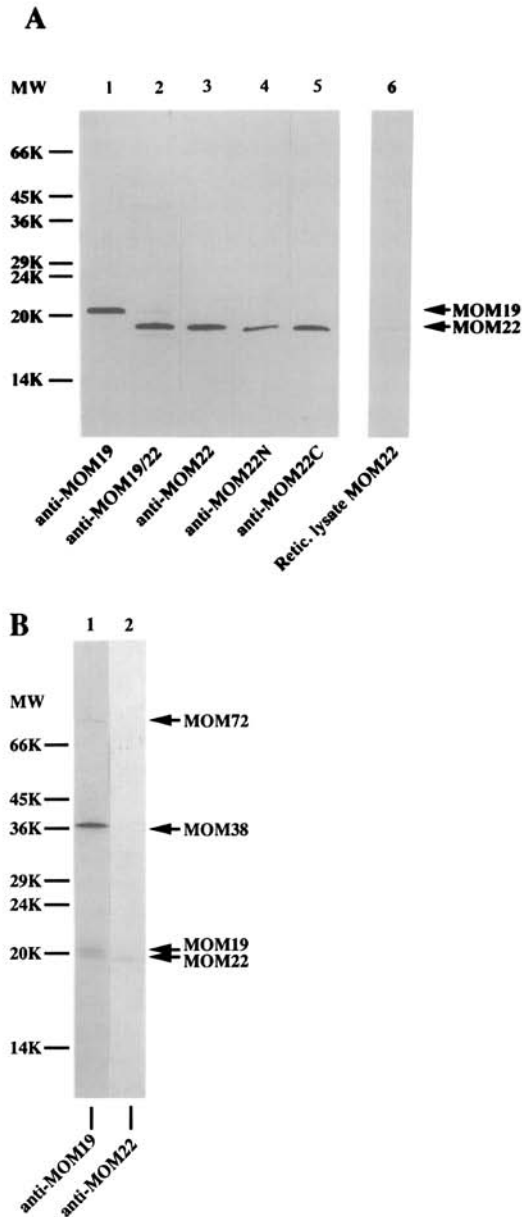 A
MW 1 2 3 4 5 6
66K
45K
36K
29K
24K
20K
14K
MOM19
MOM22
anti-MOM19
anti-MOM19/22
anti-MOM22
anti-MOM22N
anti-MOM22C
Retic. lysate MOM22
B
1 2
MW
MOM72
66K
45K
36K
MOM38
29K
24K
20K
MOM19
MOM22
14K
anti-MOM19
anti-MOM22